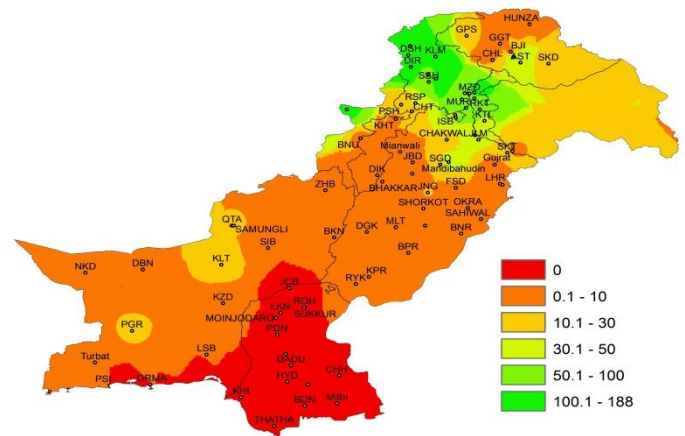 HUNZA
GPS
GGT
DSH
KLM
BJI
CHL
AST
SKD
DIR
MZD
RSP
MUR
RKT
PSH
CHT
KTL
ISB
KHT
CHAKWAL
JLM
BNU
Mianwali
SKT
JBD
SGD
Gujrat
Mandibahudin
DIK
LHR
ZHB
BHAKKAR
JNG
FSD
SHORKOT
OKRA
QTA
SAMUNGLI
MLT
SAHIWAL
DGK
BKN
BNR
SIB
BPR
NKD
DBN
KLT
RYK
KPR
JCB
KZD
LKN
ROH
MOINJODARO
SUKKUR
PGR
PDN
LSB
DADU
Turbat
PSI
ORMA
HYD
CHH
KHI
BDN
Mithi
THATHA
0
0.1 - 10
10.1 - 30
30.1 - 50
50.1 - 100
100.1 - 188